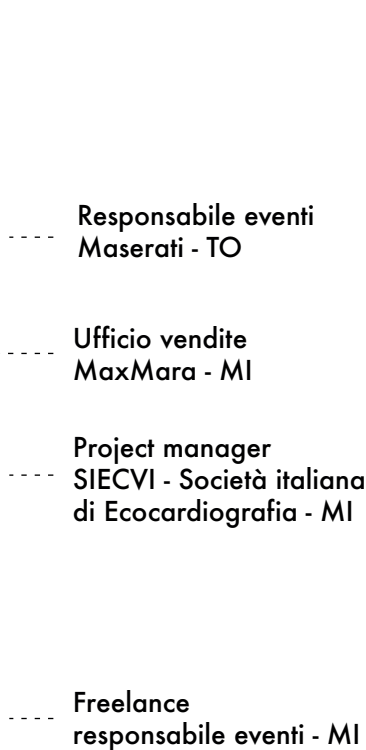 Responsabile eventi
Maserati - TO
Ufficio vendite
MaxMara - MI
Project manager
SIECVI - Società italiana
di Ecocardiografia - MI
Freelance
responsabile eventi - MI